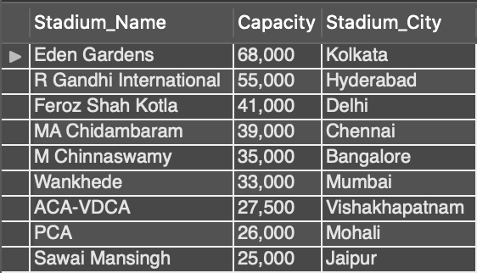 Stadium_Name Capacity Stadium_City
Eden Gardens 68,000 Kolkata
R Gandhi International 55,000 Hyderabad
Feroz Shah Kotla 41,000 Delhi
MA Chidambaram 39,000 Chennai
M Chinnaswamy 35,000 Bangalore
Wankhede 33,000 Mumbai
ACA-VDCA 27,500 Vishakhapatnam
PCA 26,000 Mohali
Sawai Mansingh 25,000 Jaipur